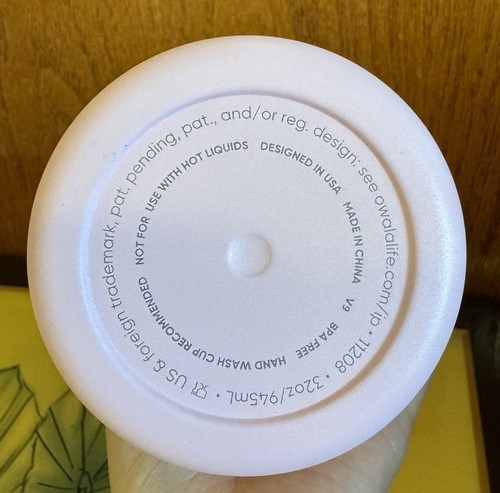 US & foreign trademark, pat. pending, pat., and/or reg. design: see owalalife.com/ip • 11208 • 32oz/945mL •
NOT FOR USE WITH HOT LIQUIDS DESIGNED IN USA MADE IN CHINA V9 BPA FREE HAND WASH CUP RECOMMENDED